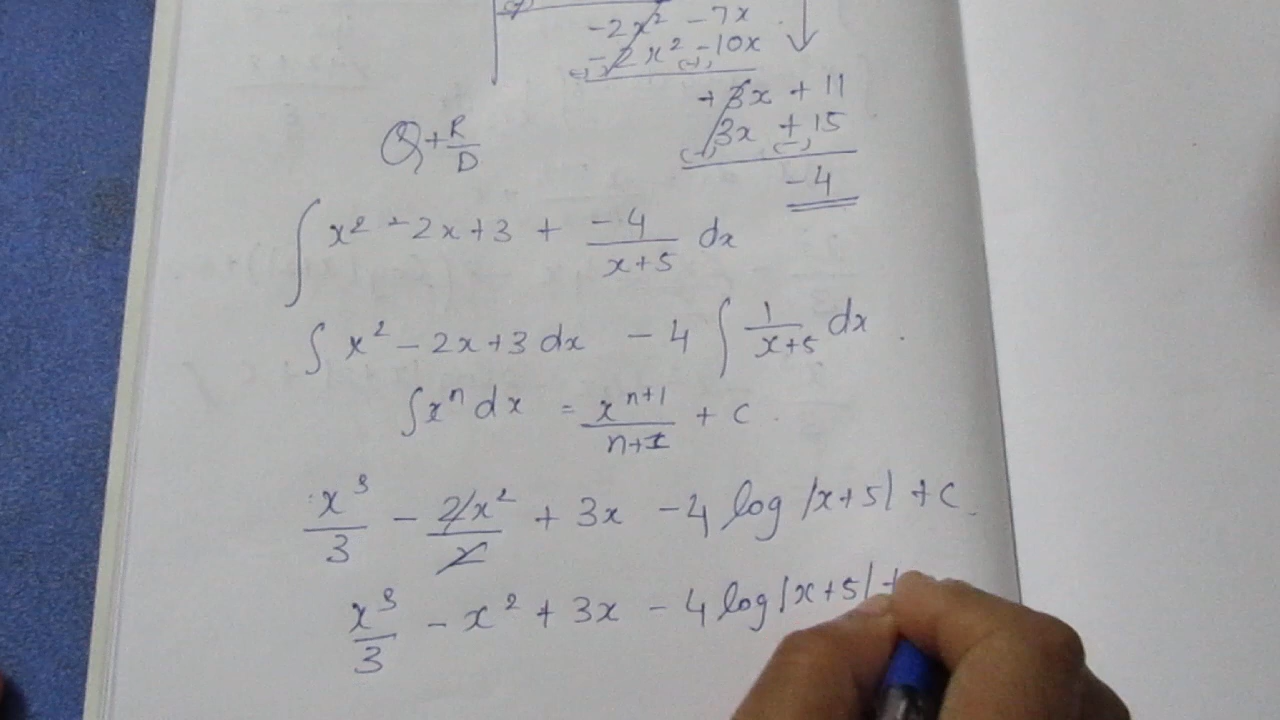 -2x² -7x
-2x² -10x
(-) (-)
+3x + 11
3x + 15
(-) (-)
-4
Q + R/D
∫ x² - 2x + 3 + -4/(x+5) dx
∫ x² - 2x + 3 dx - 4 ∫ 1/(x+5) dx .
∫ xⁿ dx = xⁿ⁺¹/(n+1) + c .
x³/3 - 2x²/2 + 3x - 4 log |x+5| + c .
x³/3 - x² + 3x - 4 log |x+5| +